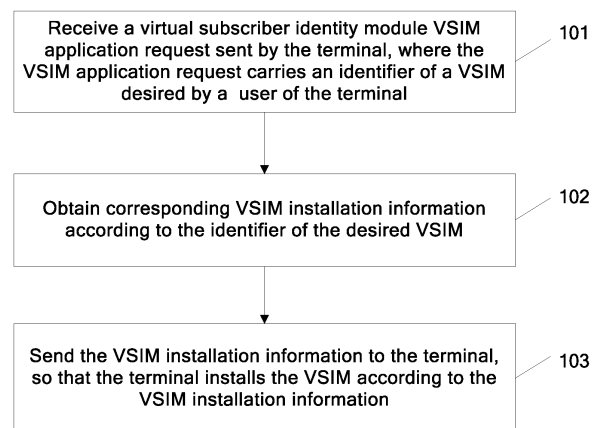 Receive a virtual subscriber identity module VSIM
application request sent by the terminal, where the
VSIM application request carries an identifier of a VSIM
desired by a user of the terminal
101
Obtain corresponding VSIM installation information
according to the identifier of the desired VSIM
102
Send the VSIM installation information to the terminal,
so that the terminal installs the VSIM according to the
VSIM installation information
103